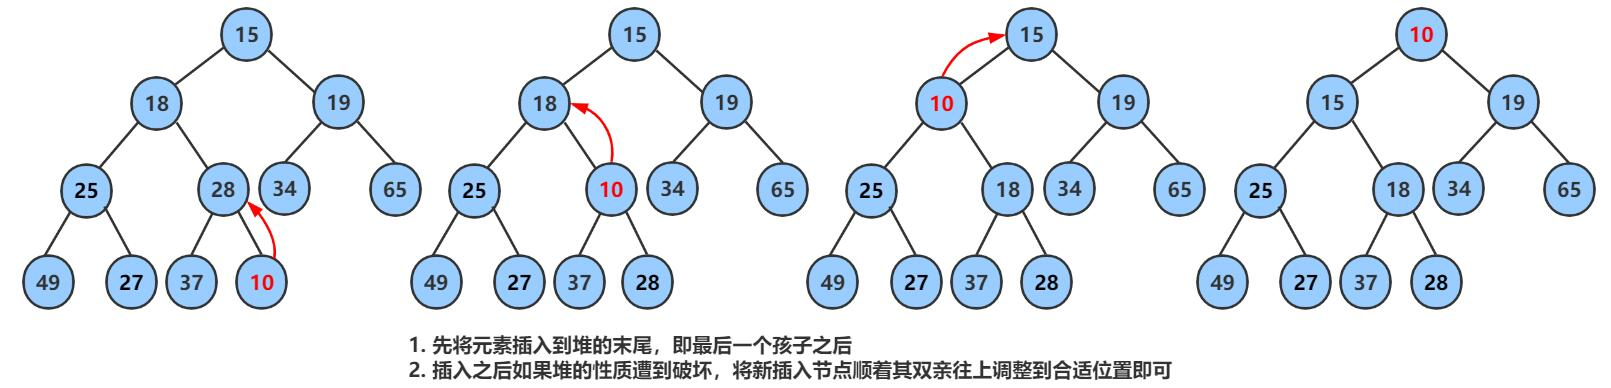 15 15 15 10
18 19 18 19 10 19 15 19
25 28 34 65 25 10 34 65 25 18 34 65 25 18 34 65
49 27 37 10 49 27 37 28 49 27 37 28 49 27 37 28
1. 先将元素插入到堆的末尾，即最后一个孩子之后
2. 插入之后如果堆的性质遭到破坏，将新插入节点顺着其双亲往上调整到合适位置即可